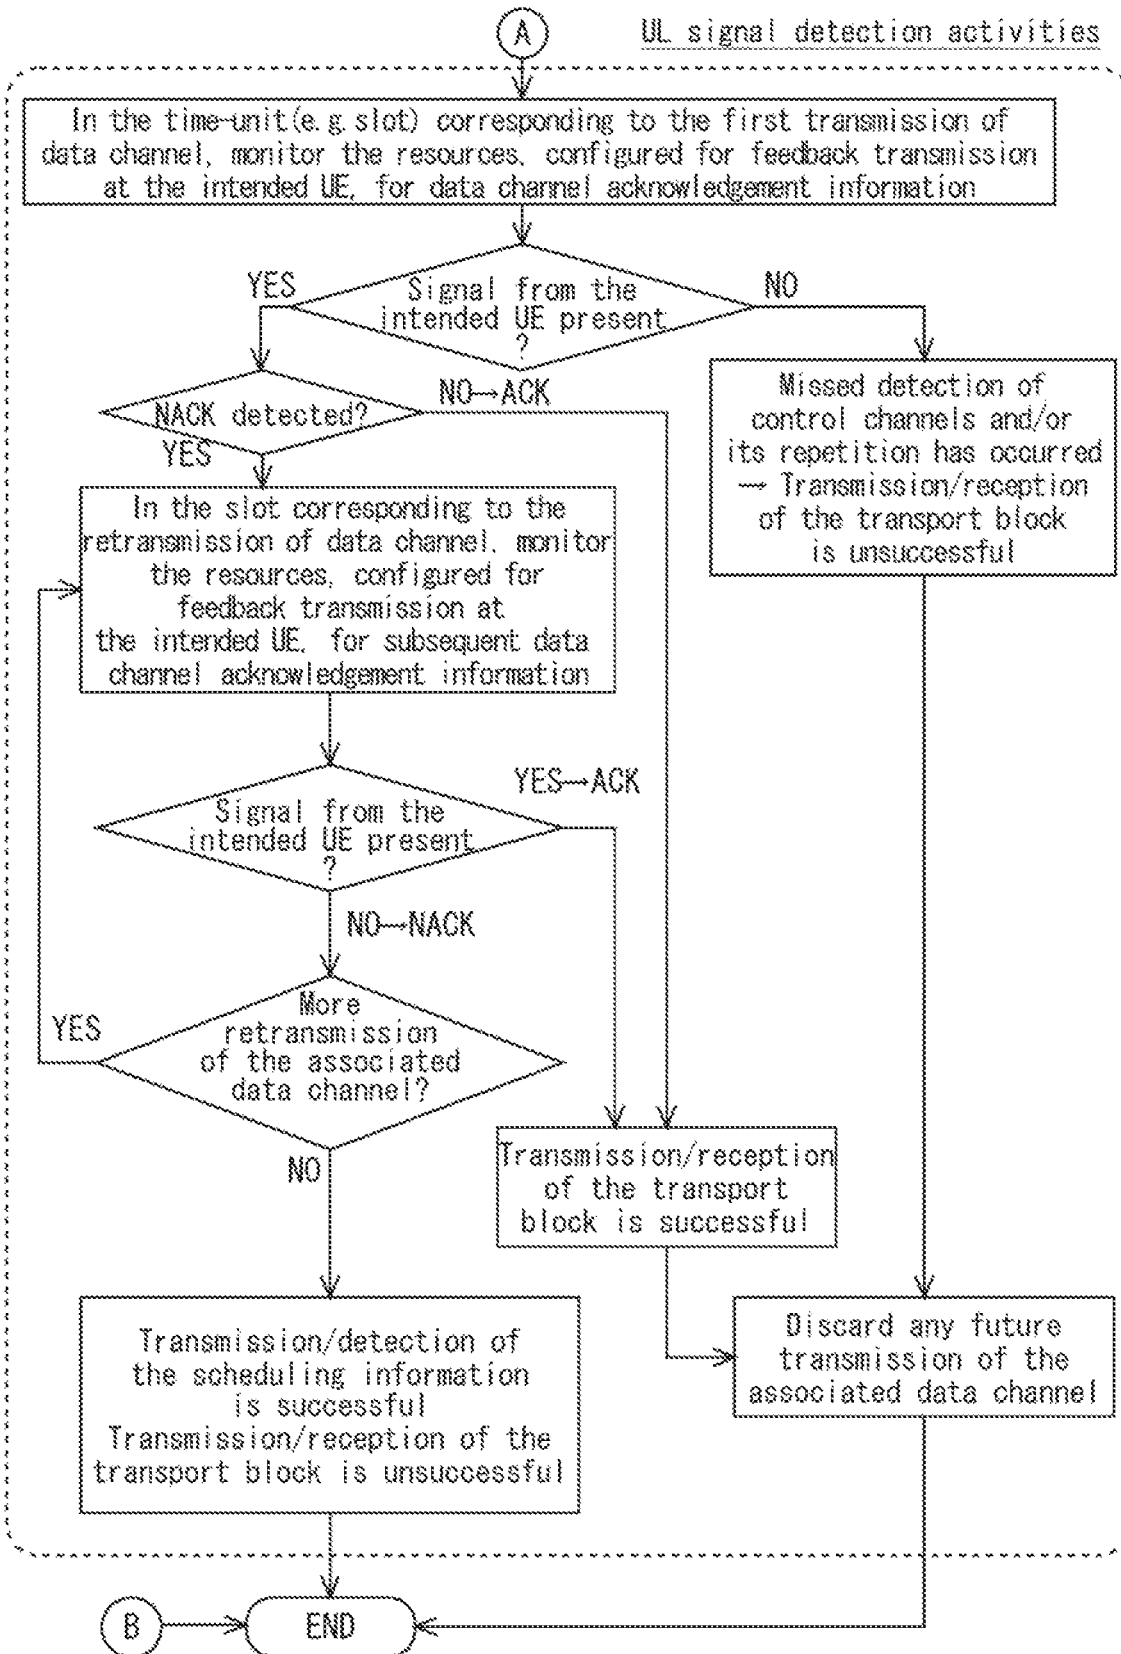 A
UL signal detection activities
In the time-unit(e.g.slot) corresponding to the first transmission of
data channel, monitor the resources, configured for feedback transmission
at the intended UE, for data channel acknowledgement information
YES
Signal from the
intended UE present
?
NO
NACK detected?
NO→ACK
YES
Missed detection of
control channels and/or
its repetition has occurred
→ Transmission/reception
of the transport block
is unsuccessful
In the slot corresponding to the
retransmission of data channel, monitor
the resources, configured for
feedback transmission at
the intended UE, for subsequent data
channel acknowledgement information
YES→ACK
Signal from the
intended UE present
?
NO→NACK
YES
More
retransmission
of the associated
data channel?
NO
Transmission/reception
of the transport
block is successful
Transmission/detection of
the scheduling information
is successful
Transmission/reception of the
transport block is unsuccessful
Discard any future
transmission of the
associated data channel
B
END